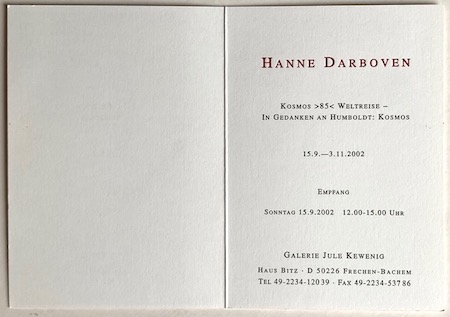 HANNE DARBOVEN
KOSMOS >85< WELTREISE –
IN GEDANKEN AN HUMBOLDT: KOSMOS
15.9.—3.11.2002
EMPFANG
SONNTAG 15.9.2002 12.00-15.00 UHR
GALERIE JULE KEWENIG
HAUS BITZ · D 50226 FRECHEN-BACHEM
TEL 49-2234-12039 · FAX 49-2234-53786